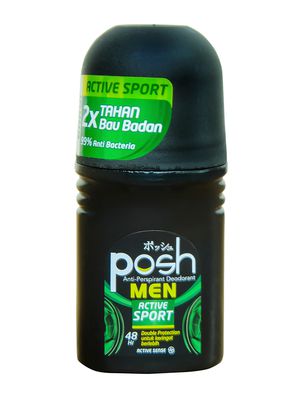 ACTIVE SPORT
2x TAHAN
Bau Badan
99% Anti Bacteria
ポッシュ
posh
Anti-Perspirant Deodorant
MEN
ACTIVE
SPORT
48 Hr
Double Protection
untuk keringat
berlebih
ACTIVE SENSE